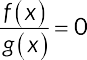 f(x)/g(x) = 0